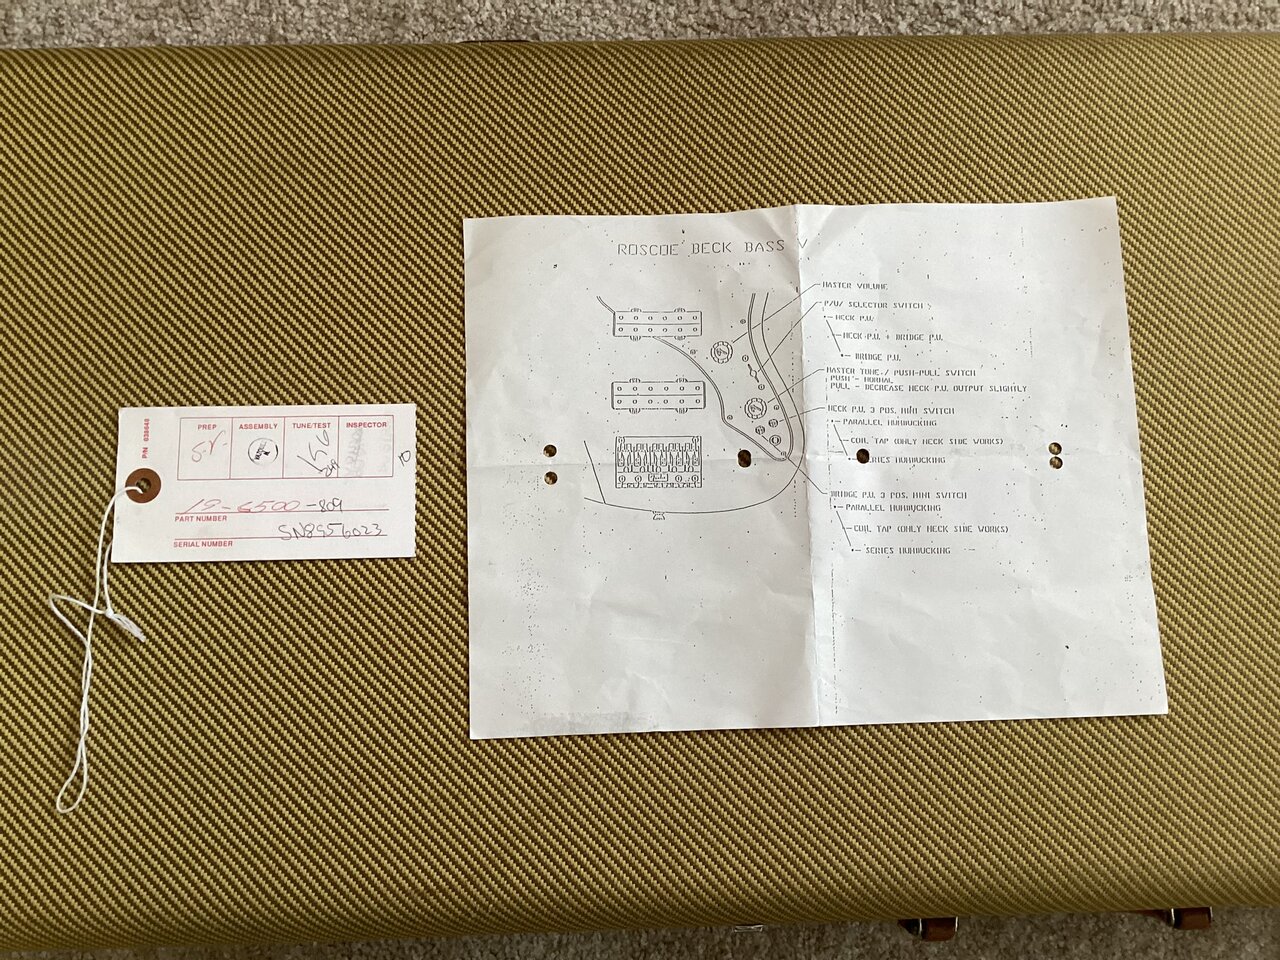 P/N 038648
PREP ASSEMBLY TUNE/TEST INSPECTOR
S.V.
10
19-6500-809
PART NUMBER
SN8956023
SERIAL NUMBER
ROSCOE BECK BASS V
MASTER VOLUME
P/U/ SELECTOR SWITCH
NECK P.U/
NECK P.U. + BRIDGE P.U.
BRIDGE P.U.
MASTER TUNE / PUSH-PULL SWITCH
PUSH - NORMAL
PULL - DECREASE NECK P.U. OUTPUT SLIGHTLY
NECK P.U. 3 POS. MINI SWITCH
PARALLEL HUMBUCKING
COIL TAP (ONLY NECK SIDE WORKS)
SERIES HUMBUCKING
BRIDGE P.U. 3 POS. MINI SWITCH
PARALLEL HUMBUCKING
COIL TAP (ONLY NECK SIDE WORKS)
SERIES HUMBUCKING